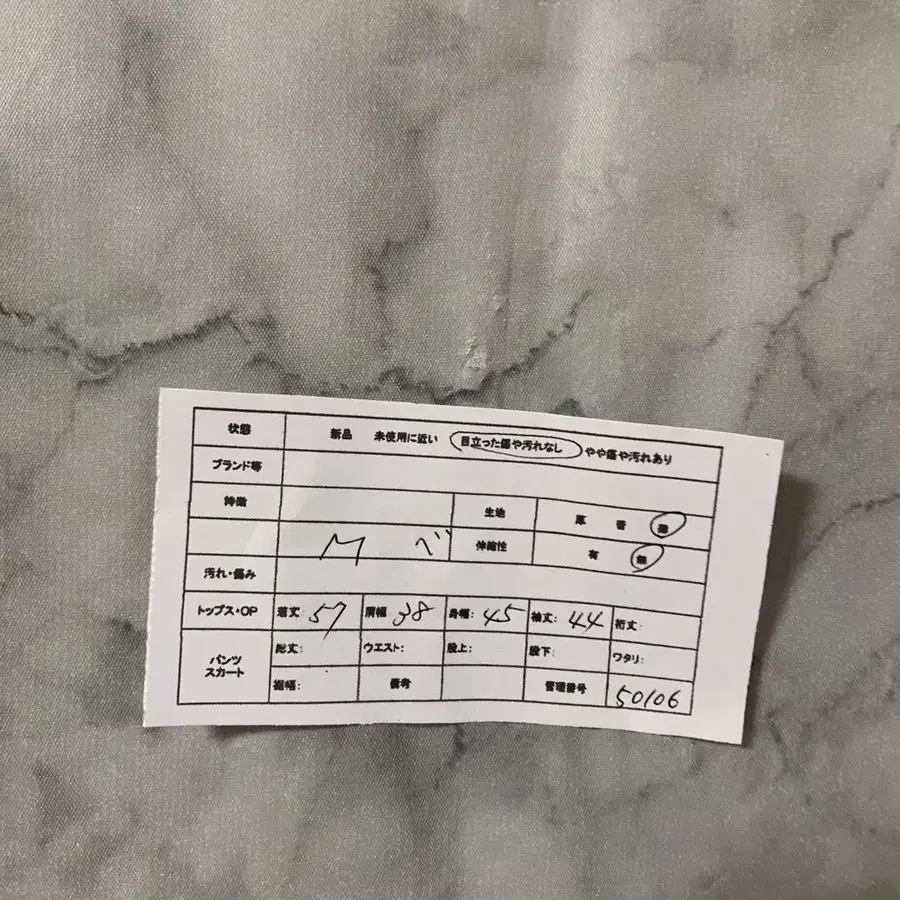 状態 新品 未使用に近い 目立った傷や汚れなし やや傷や汚れあり
ブランド等
特徴 生地 厚 普 薄
M ベ 伸縮性 有 無
汚れ・傷み
トップス・OP 着丈: 57 肩幅: 38 身幅: 45 袖丈: 44 裄丈:
パンツ スカート 総丈: ウエスト: 股上: 股下: ワタリ:
裾幅: 備考 管理番号 50106